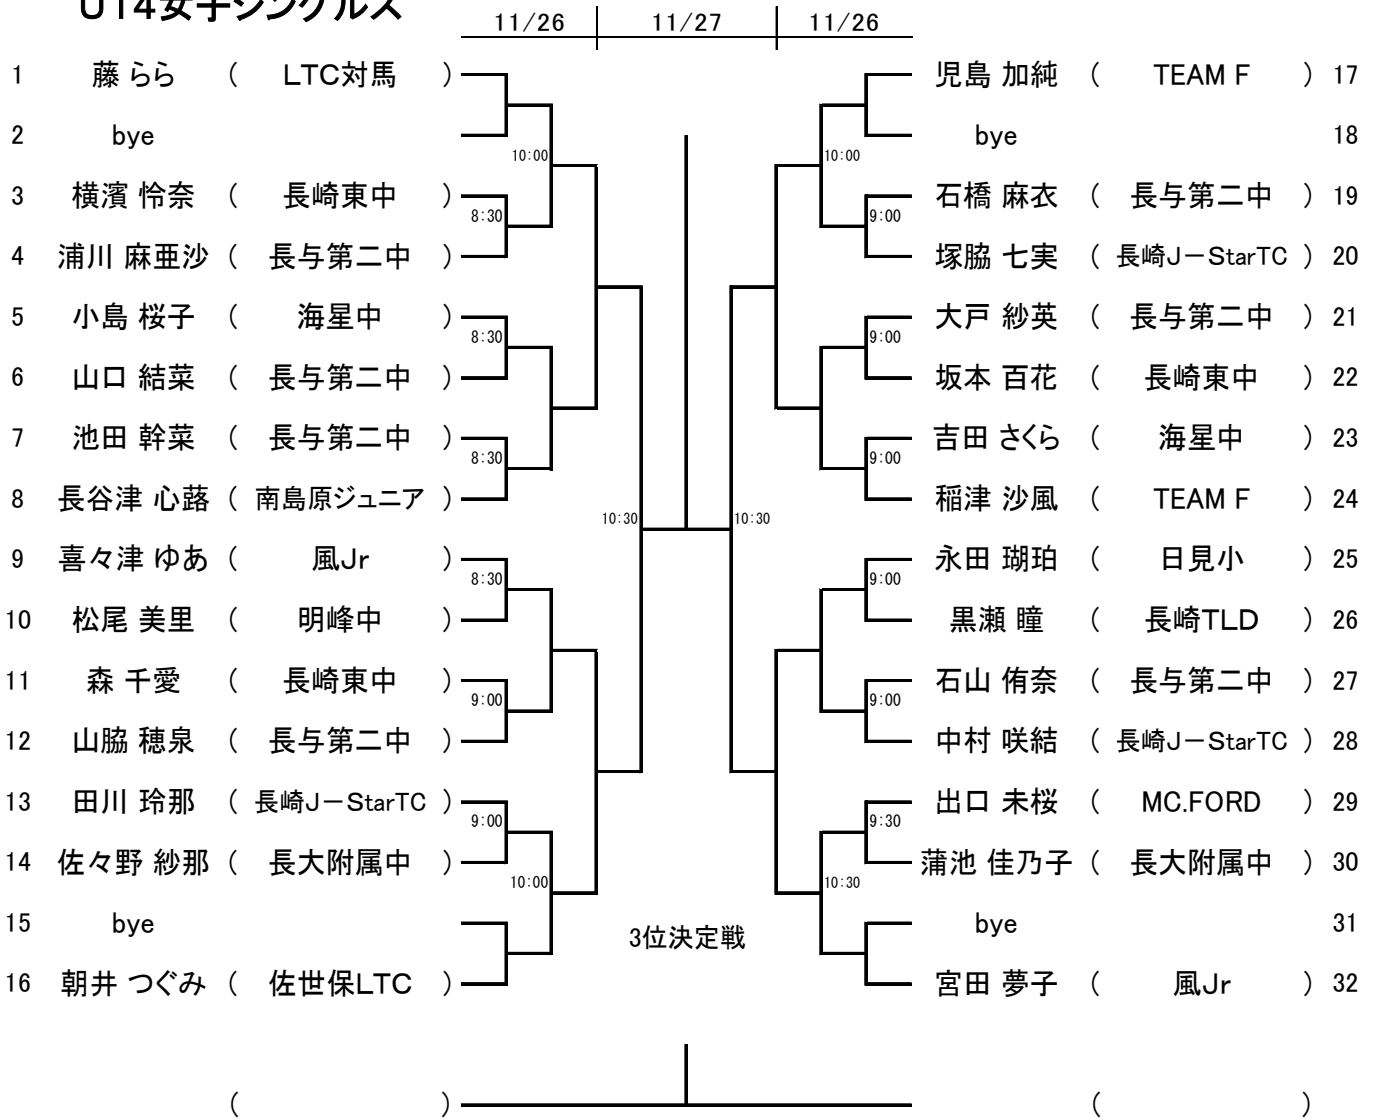 U14女子シングルス
11/26 11/27 11/26
1 藤 らら ( LTC対馬 ) 児島 加純 ( TEAM F ) 17
2 bye bye 18
10:00 10:00
3 横濱 怜奈 ( 長崎東中 ) 石橋 麻衣 ( 長与第二中 ) 19
8:30 9:00
4 浦川 麻亜沙 ( 長与第二中 ) 塚脇 七実 ( 長崎J－StarTC ) 20
5 小島 桜子 ( 海星中 ) 大戸 紗英 ( 長与第二中 ) 21
8:30 9:00
6 山口 結菜 ( 長与第二中 ) 坂本 百花 ( 長崎東中 ) 22
7 池田 幹菜 ( 長与第二中 ) 吉田 さくら ( 海星中 ) 23
8:30 9:00
8 長谷津 心蕗 ( 南島原ジュニア ) 稲津 沙風 ( TEAM F ) 24
10:30 10:30
9 喜々津 ゆあ ( 風Jr ) 永田 瑚珀 ( 日見小 ) 25
8:30 9:00
10 松尾 美里 ( 明峰中 ) 黒瀬 瞳 ( 長崎TLD ) 26
11 森 千愛 ( 長崎東中 ) 石山 侑奈 ( 長与第二中 ) 27
9:00 9:00
12 山脇 穂泉 ( 長与第二中 ) 中村 咲結 ( 長崎J－StarTC ) 28
13 田川 玲那 ( 長崎J－StarTC ) 出口 未桜 ( MC.FORD ) 29
9:00 9:30
14 佐々野 紗那 ( 長大附属中 ) 蒲池 佳乃子 ( 長大附属中 ) 30
10:00 10:30
15 bye bye 31
3位決定戦
16 朝井 つぐみ ( 佐世保LTC ) 宮田 夢子 ( 風Jr ) 32
( ) ( )